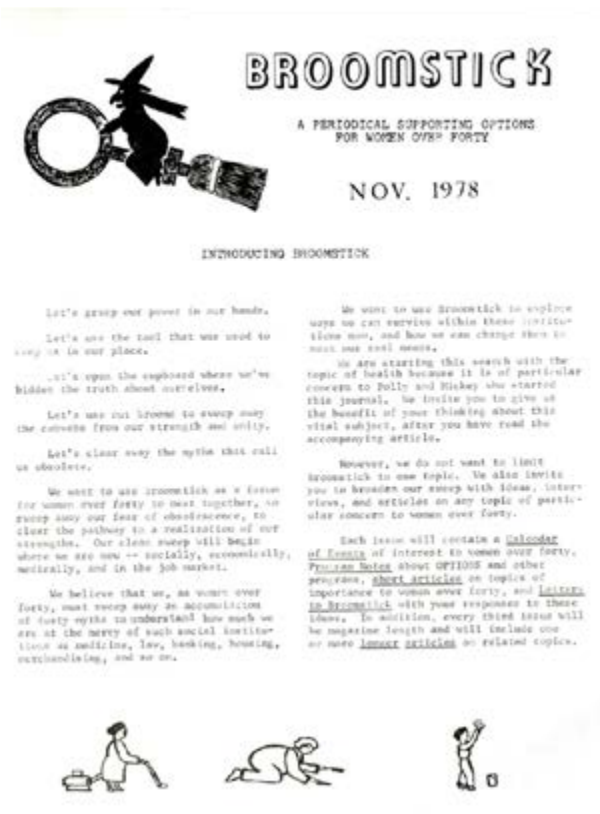 BROOMSTICK
A PERIODICAL SUPPORTING OPTIONS
FOR WOMEN OVER FORTY
NOV. 1978
INTRODUCING BROOMSTICK
Let's grasp our power in our hands.
Let's use the tool that was used to
keep us in our place.
Let's open the cupboard where we've
hidden the truth about ourselves.
Let's use our brooms to sweep away
the cobwebs from our strength and unity.
Let's clear away the myths that call
us obsolete.
We want to use Broomstick as a forum
for women over forty to meet together, to
sweep away our fear of obsolescence, to
clear the pathway to a realization of our
strengths. Our clean sweep will begin
where we are now -- socially, economically,
medically, and in the job market.
We believe that we, as women over
forty, must sweep away an accumulation
of dusty myths to understand how much we
are at the mercy of such social institu-
tions as medicine, law, banking, housing,
merchandising, and so on.
We want to use Broomstick to explore
ways we can survive within these institu-
tions now, and how we can change them to
meet our real needs.
We are starting this search with the
topic of health because it is of particular
concern to Polly and Mickey who started
this journal. We invite you to give us
the benefit of your thinking about this
vital subject, after you have read the
accompanying article.
However, we do not want to limit
Broomstick to one topic. We also invite
you to broaden our sweep with ideas, inter-
views, and articles on any topic of partic-
ular concern to women over forty.
Each issue will contain a Calendar
of Events of interest to women over forty,
Program Notes about OPTIONS and other
programs, short articles on topics of
importance to women over forty, and Letters
to Broomstick with your responses to these
ideas. In addition, every third issue will
be magazine length and will include one
or more longer articles on related topics.